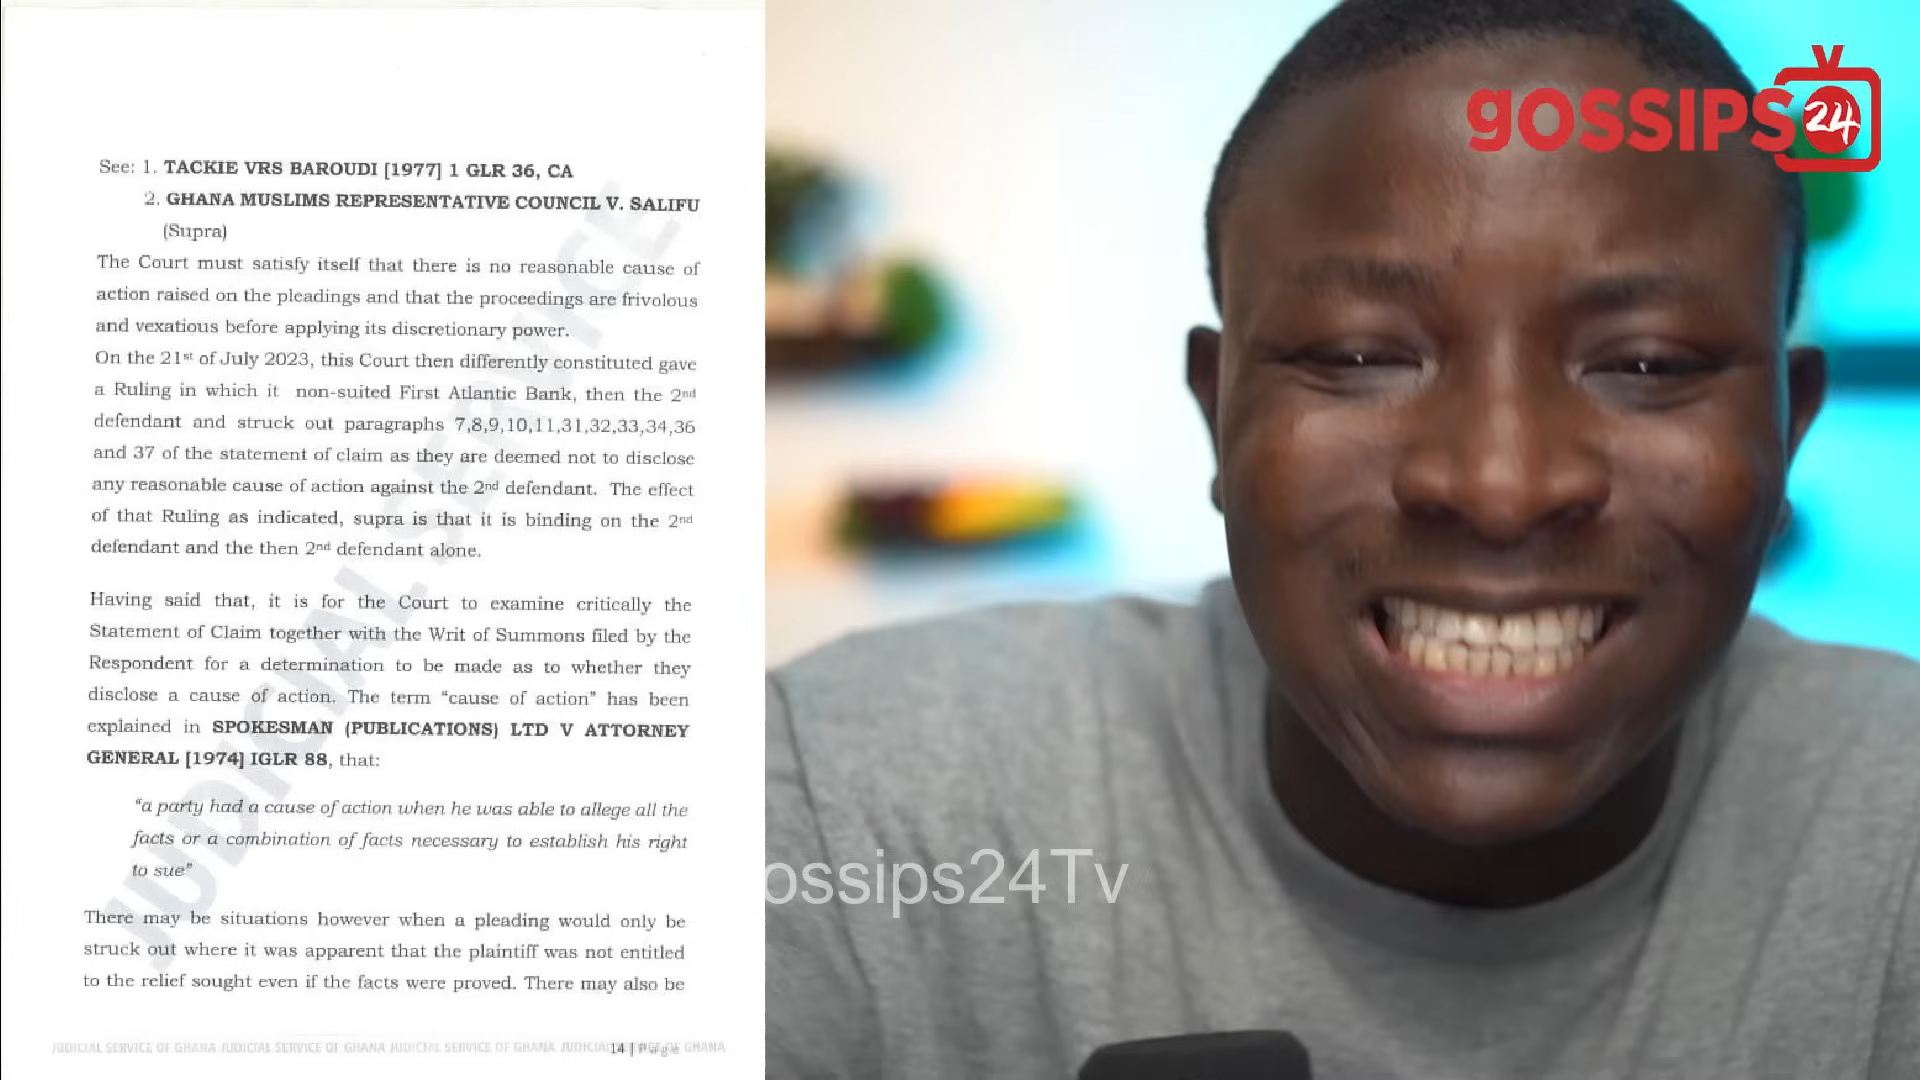 See: 1. TACKIE VRS BAROUDI [1977] 1 GLR 36, CA
2. GHANA MUSLIMS REPRESENTATIVE COUNCIL V. SALIFU
(Supra)
The Court must satisfy itself that there is no reasonable cause of
action raised on the pleadings and that the proceedings are frivolous
and vexatious before applying its discretionary power.
On the 21st of July 2023, this Court then differently constituted gave
a Ruling in which it non-suited First Atlantic Bank, then the 2nd
defendant and struck out paragraphs 7,8,9,10,11,31,32,33,34,36
and 37 of the statement of claim as they are deemed not to disclose
any reasonable cause of action against the 2nd defendant. The effect
of that Ruling as indicated, supra is that it is binding on the 2nd
defendant and the then 2nd defendant alone.
Having said that, it is for the Court to examine critically the
Statement of Claim together with the Writ of Summons filed by the
Respondent for a determination to be made as to whether they
disclose a cause of action. The term “cause of action” has been
explained in SPOKESMAN (PUBLICATIONS) LTD V ATTORNEY
GENERAL [1974] IGLR 88, that:
“a party had a cause of action when he was able to allege all the
facts or a combination of facts necessary to establish his right
to sue”
There may be situations however when a pleading would only be
struck out where it was apparent that the plaintiff was not entitled
to the relief sought even if the facts were proved. There may also be
JUDICIAL SERVICE OF GHANA JUDICIAL SERVICE OF GHANA JUDICIAL SERVICE OF GHANA JUDICIAL SERVICE OF GHANA
14 | Page
JUDICIAL SERVICE
gOSSIPS 24
ossips24Tv